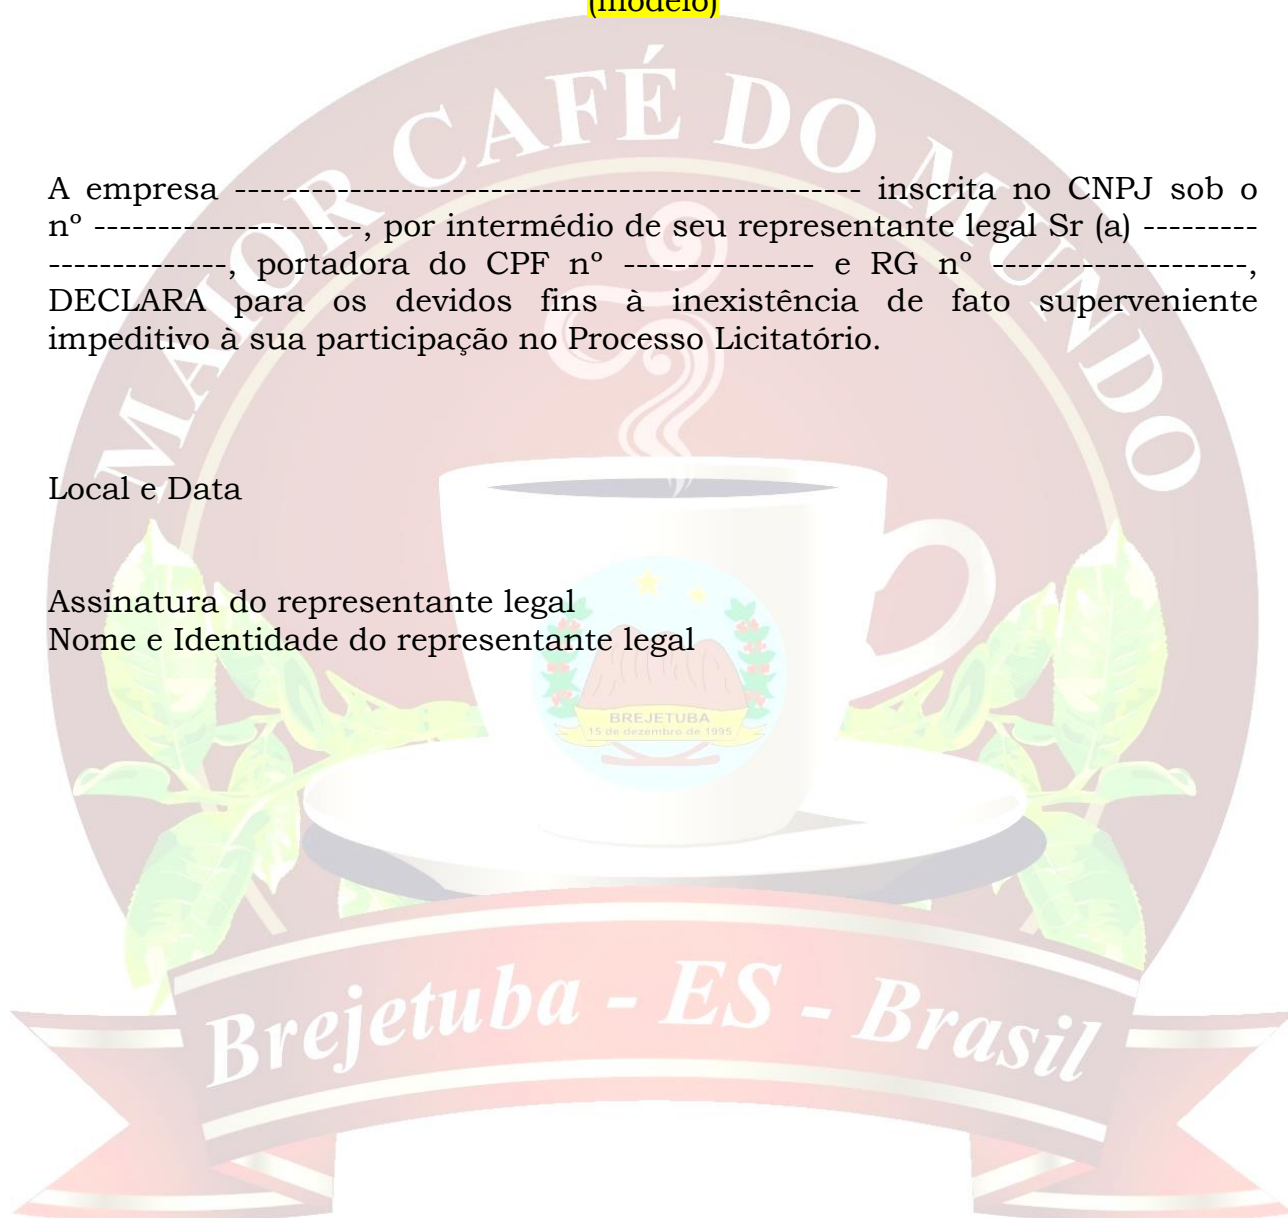 (modelo)
MAIOR CAFÉ DO MUNDO
A empresa ------------------------------------------------- inscrita no CNPJ sob o
nº ---------------------, por intermédio de seu representante legal Sr (a) ---------
--------------, portadora do CPF nº --------------- e RG nº --------------------,
DECLARA para os devidos fins à inexistência de fato superveniente
impeditivo à sua participação no Processo Licitatório.
Local e Data
Assinatura do representante legal
Nome e Identidade do representante legal
BREJETUBA
15 de dezembro de 1995
Brejetuba - ES - Brasil